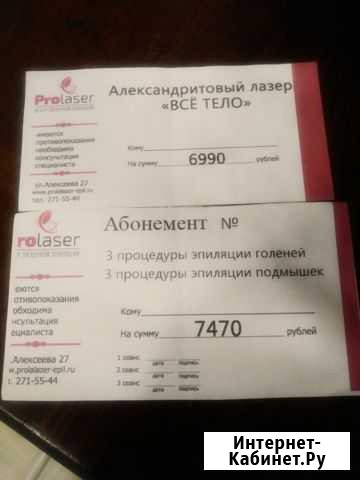 Prolaser
Александритовый лазер
«ВСЁ ТЕЛО»
имеются
противопоказания
необходима
консультация
специалиста
Кому
На сумму 6990 рублей
ул.Алексеева 27
www.prolaser-epil.ru
тел. 271-55-44
rolaser
Абонемент №
3 процедуры эпиляции голеней
3 процедуры эпиляции подмышек
еются
отивопоказания
обходима
нсультация
ециалиста
Кому
На сумму 7470 рублей
.Алексеева 27
w.prolaser-epil.ru
. 271-55-44
1 сеанс дата подпись
2 сеанс дата подпись
3 сеанс дата подпись
Интернет-
Кабинет.Ру